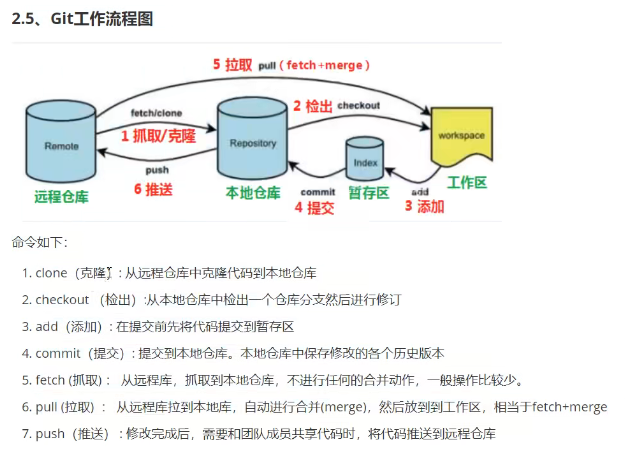 2.5、Git工作流程图
5 拉取 pull（fetch+merge）
fetch/clone
2 检出 checkout
1 抓取/克隆
Remote
Repository
workspace
Index
push
6 推送
远程仓库
本地仓库
commit
4 提交
暂存区
add
3 添加
工作区
命令如下：
1. clone（克隆）: 从远程仓库中克隆代码到本地仓库
2. checkout （检出）:从本地仓库中检出一个仓库分支然后进行修订
3. add（添加）: 在提交前先将代码提交到暂存区
4. commit（提交）: 提交到本地仓库。本地仓库中保存修改的各个历史版本
5. fetch (抓取) ： 从远程库，抓取到本地仓库，不进行任何的合并动作，一般操作比较少。
6. pull (拉取) ： 从远程库拉到本地库，自动进行合并(merge)，然后放到到工作区，相当于fetch+merge
7. push（推送）: 修改完成后，需要和团队成员共享代码时，将代码推送到远程仓库